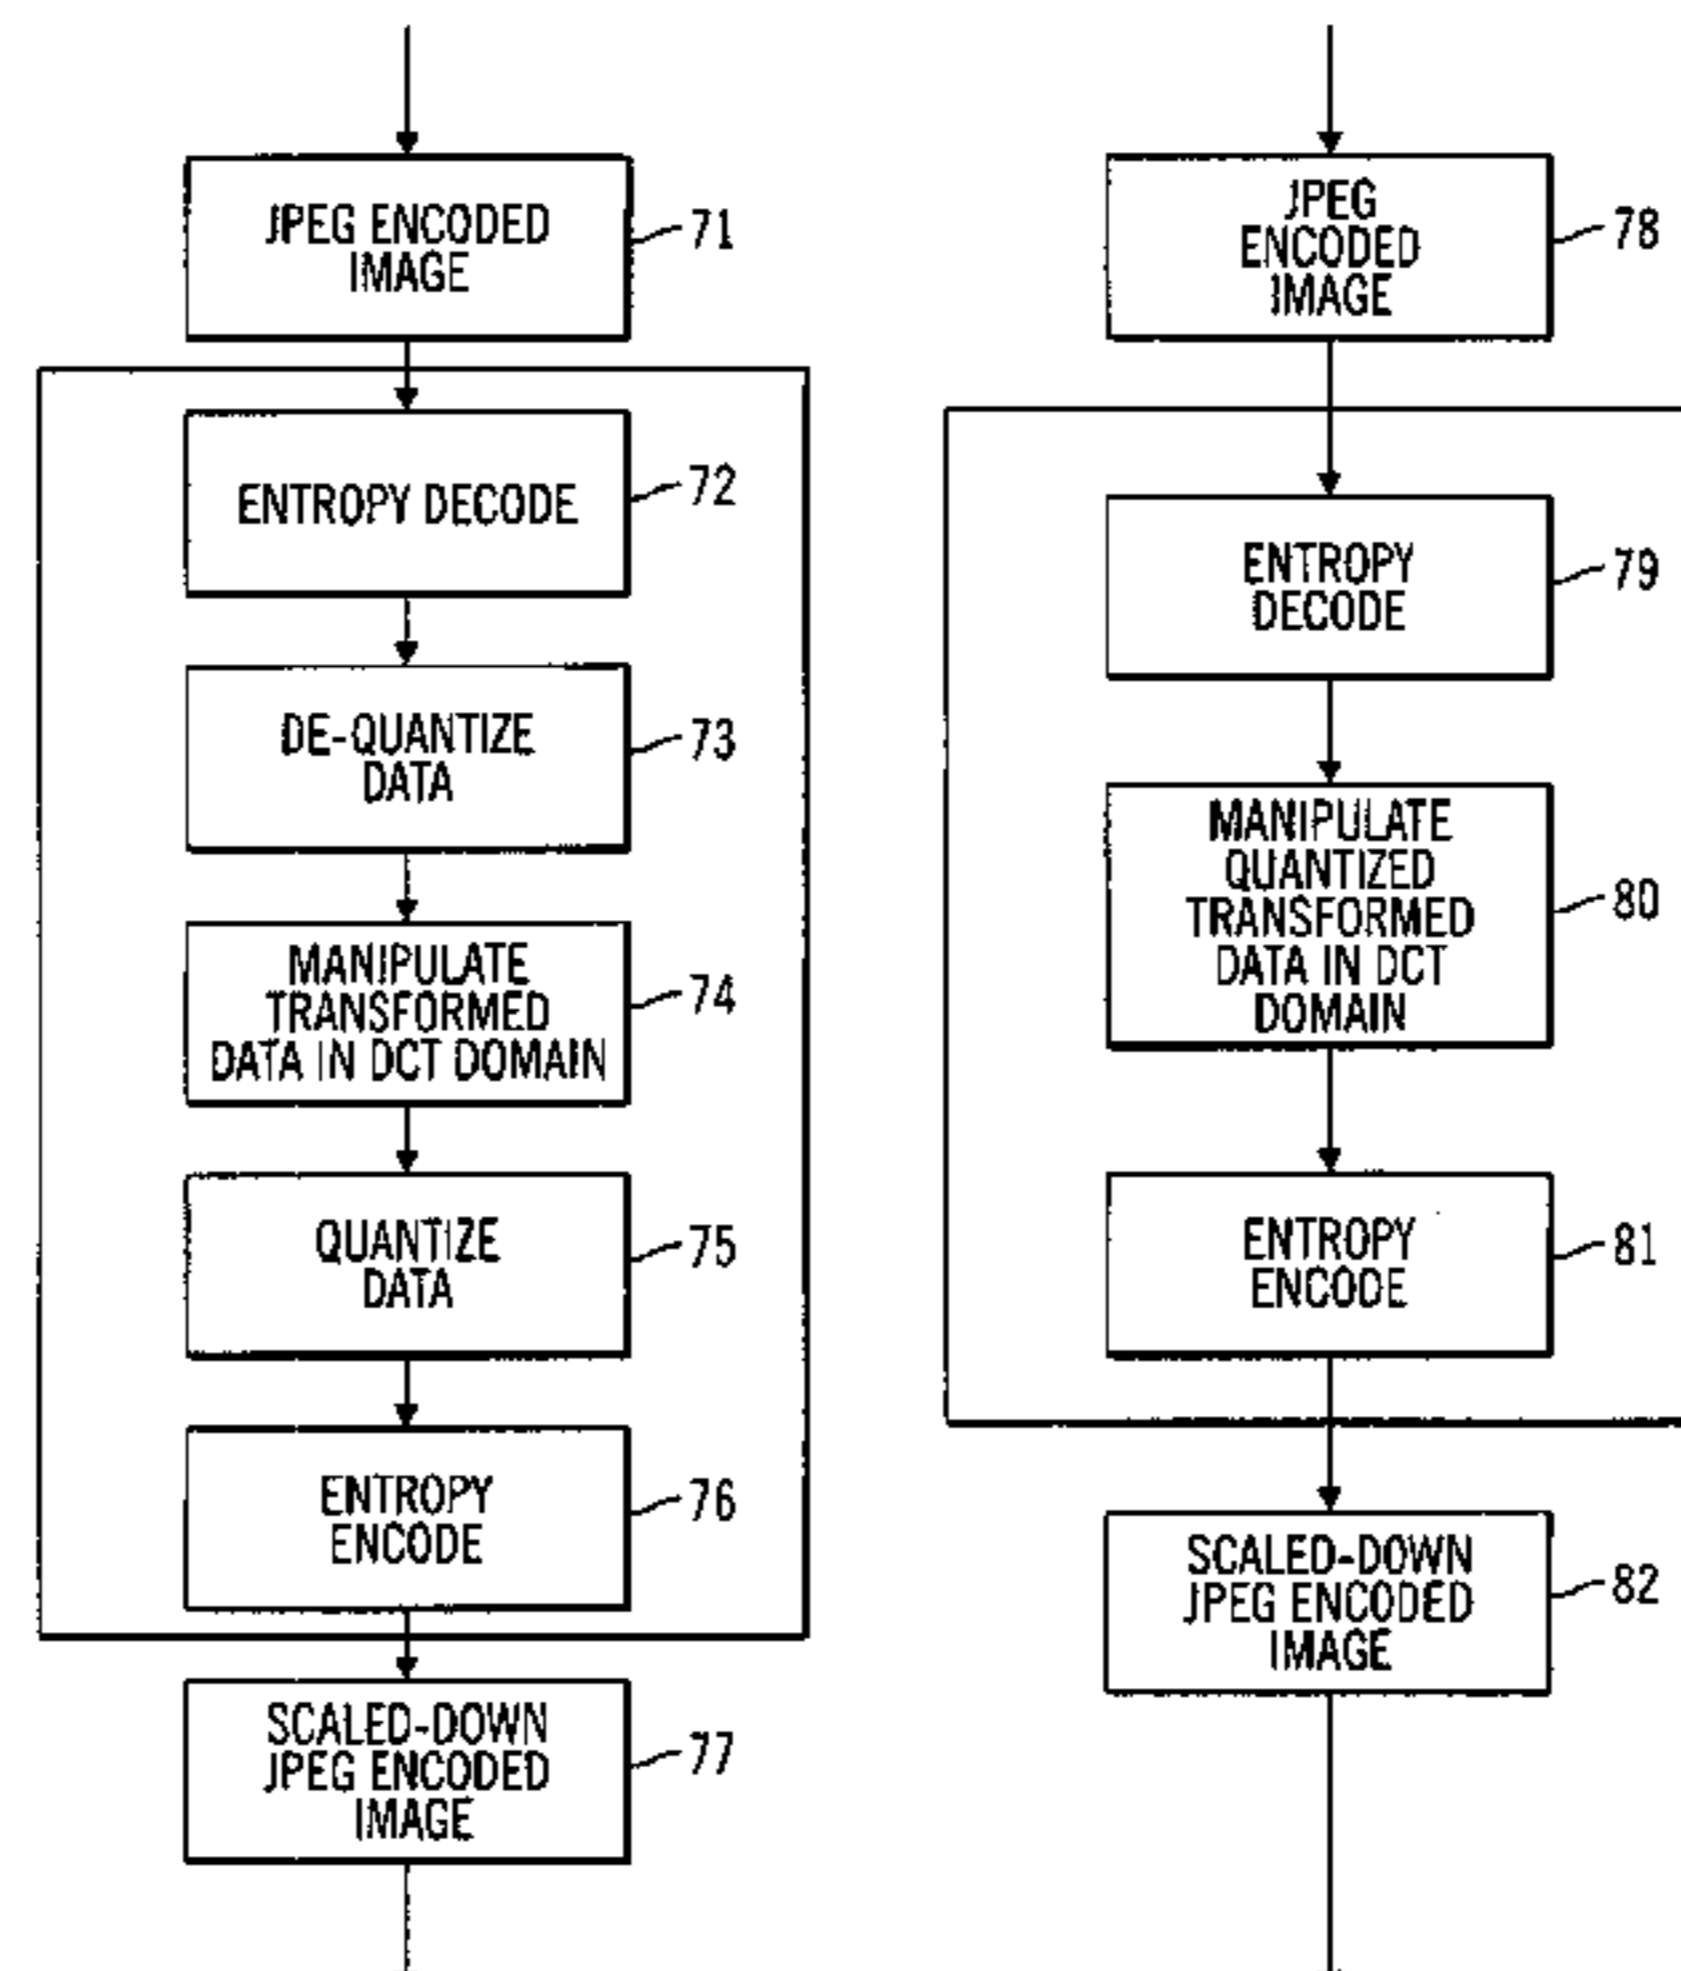 JPEG ENCODED
IMAGE
71
ENTROPY DECODE
72
DE-QUANTIZE
DATA
73
MANIPULATE
TRANSFORMED
DATA IN DCT DOMAIN
74
QUANTIZE
DATA
75
ENTROPY
ENCODE
76
SCALED-DOWN
JPEG ENCODED
IMAGE
77
JPEG
ENCODED
IMAGE
78
ENTROPY
DECODE
79
MANIPULATE
QUANTIZED
TRANSFORMED
DATA IN DCT
DOMAIN
80
ENTROPY
ENCODE
81
SCALED-DOWN
JPEG ENCODED
IMAGE
82